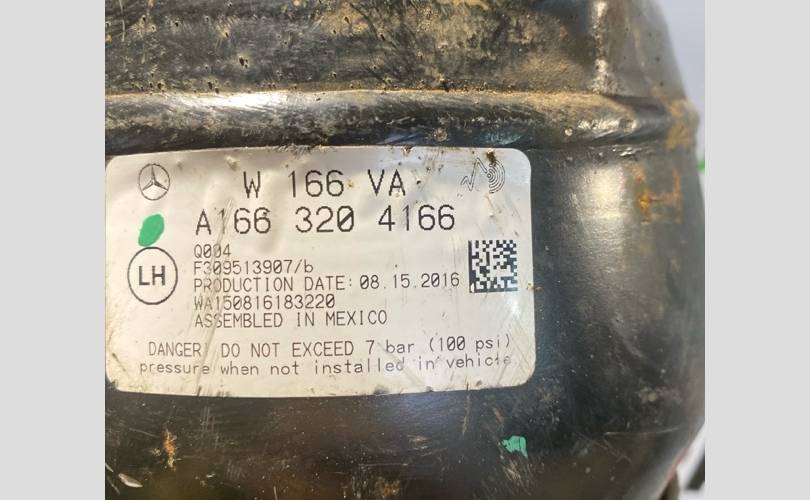 W 166 VA
A166 320 4166
Q004
F309513907/b
LH
PRODUCTION DATE: 08.15.2016
WA150816183220
ASSEMBLED IN MEXICO
DANGER: DO NOT EXCEED 7 bar (100 psi)
pressure when not installed in vehicle